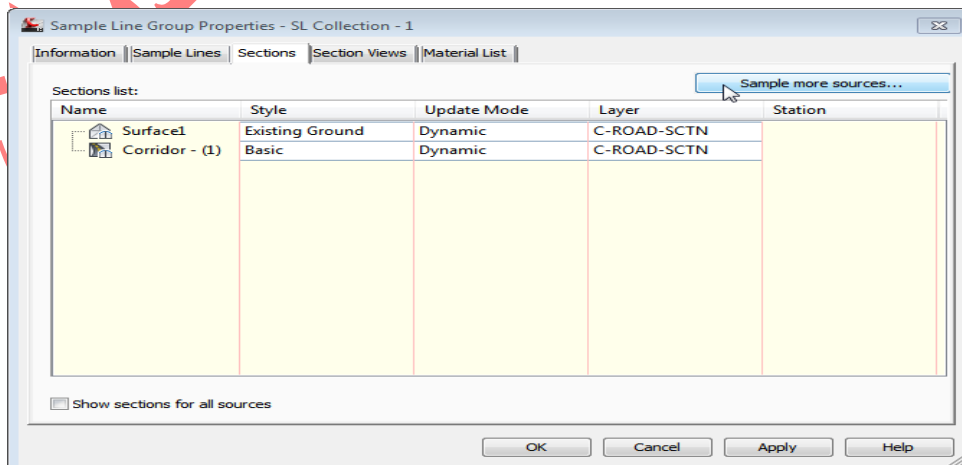 Sample Line Group Properties - SL Collection - 1
Information Sample Lines Sections Section Views Material List
Sample more sources...
Sections list:
Name Style Update Mode Layer Station
Surface1 Existing Ground Dynamic C-ROAD-SCTN
Corridor - (1) Basic Dynamic C-ROAD-SCTN
Show sections for all sources
OK Cancel Apply Help